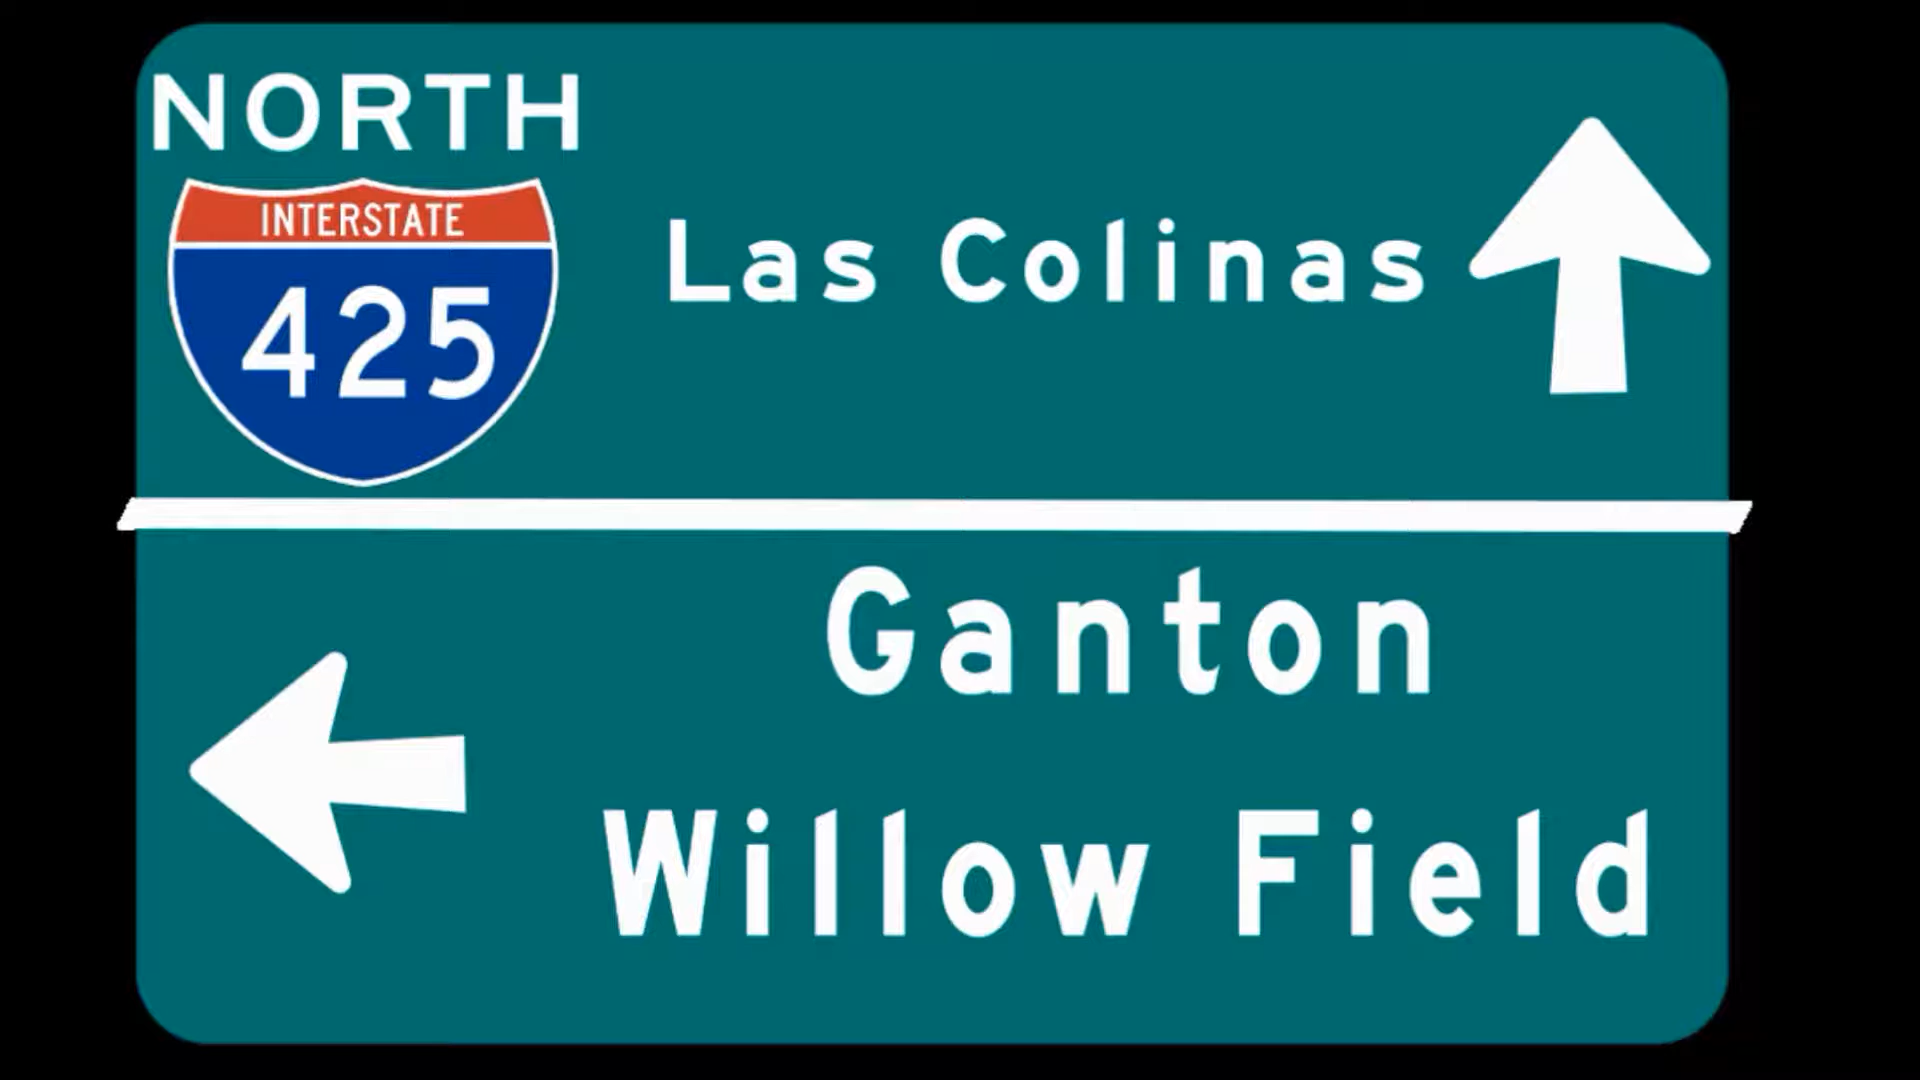 NORTH
INTERSTATE
425
Las Colinas
Ganton
Willow Field